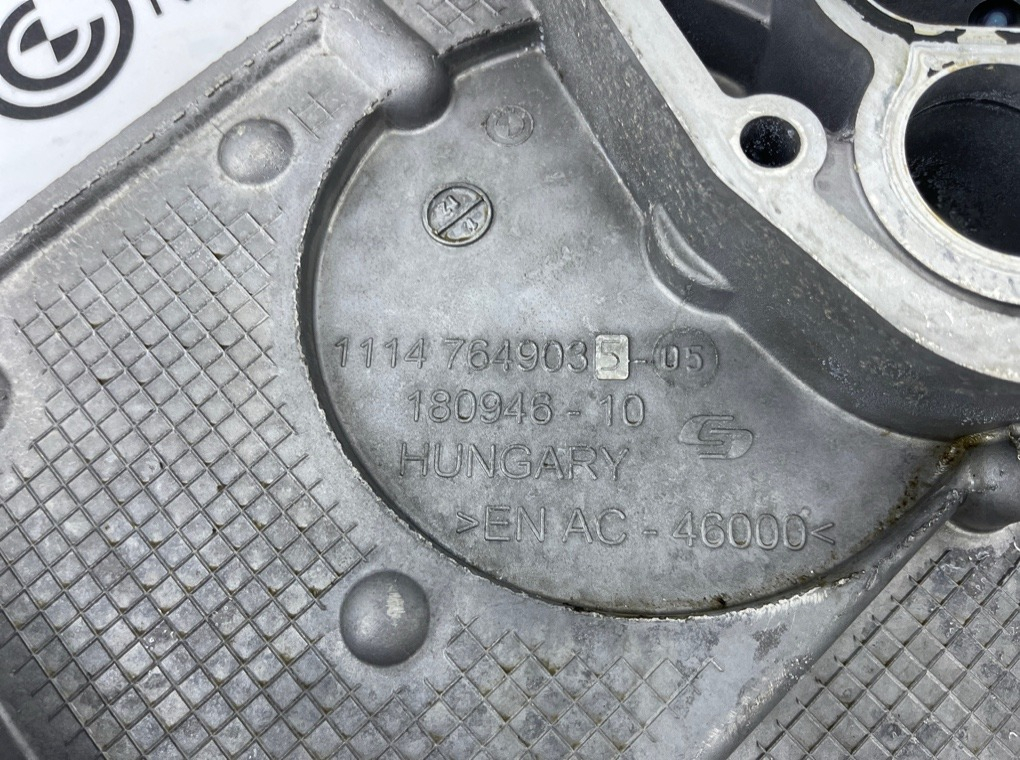 1114 7649035-05
180946 - 10
HUNGARY
>EN AC - 46000<